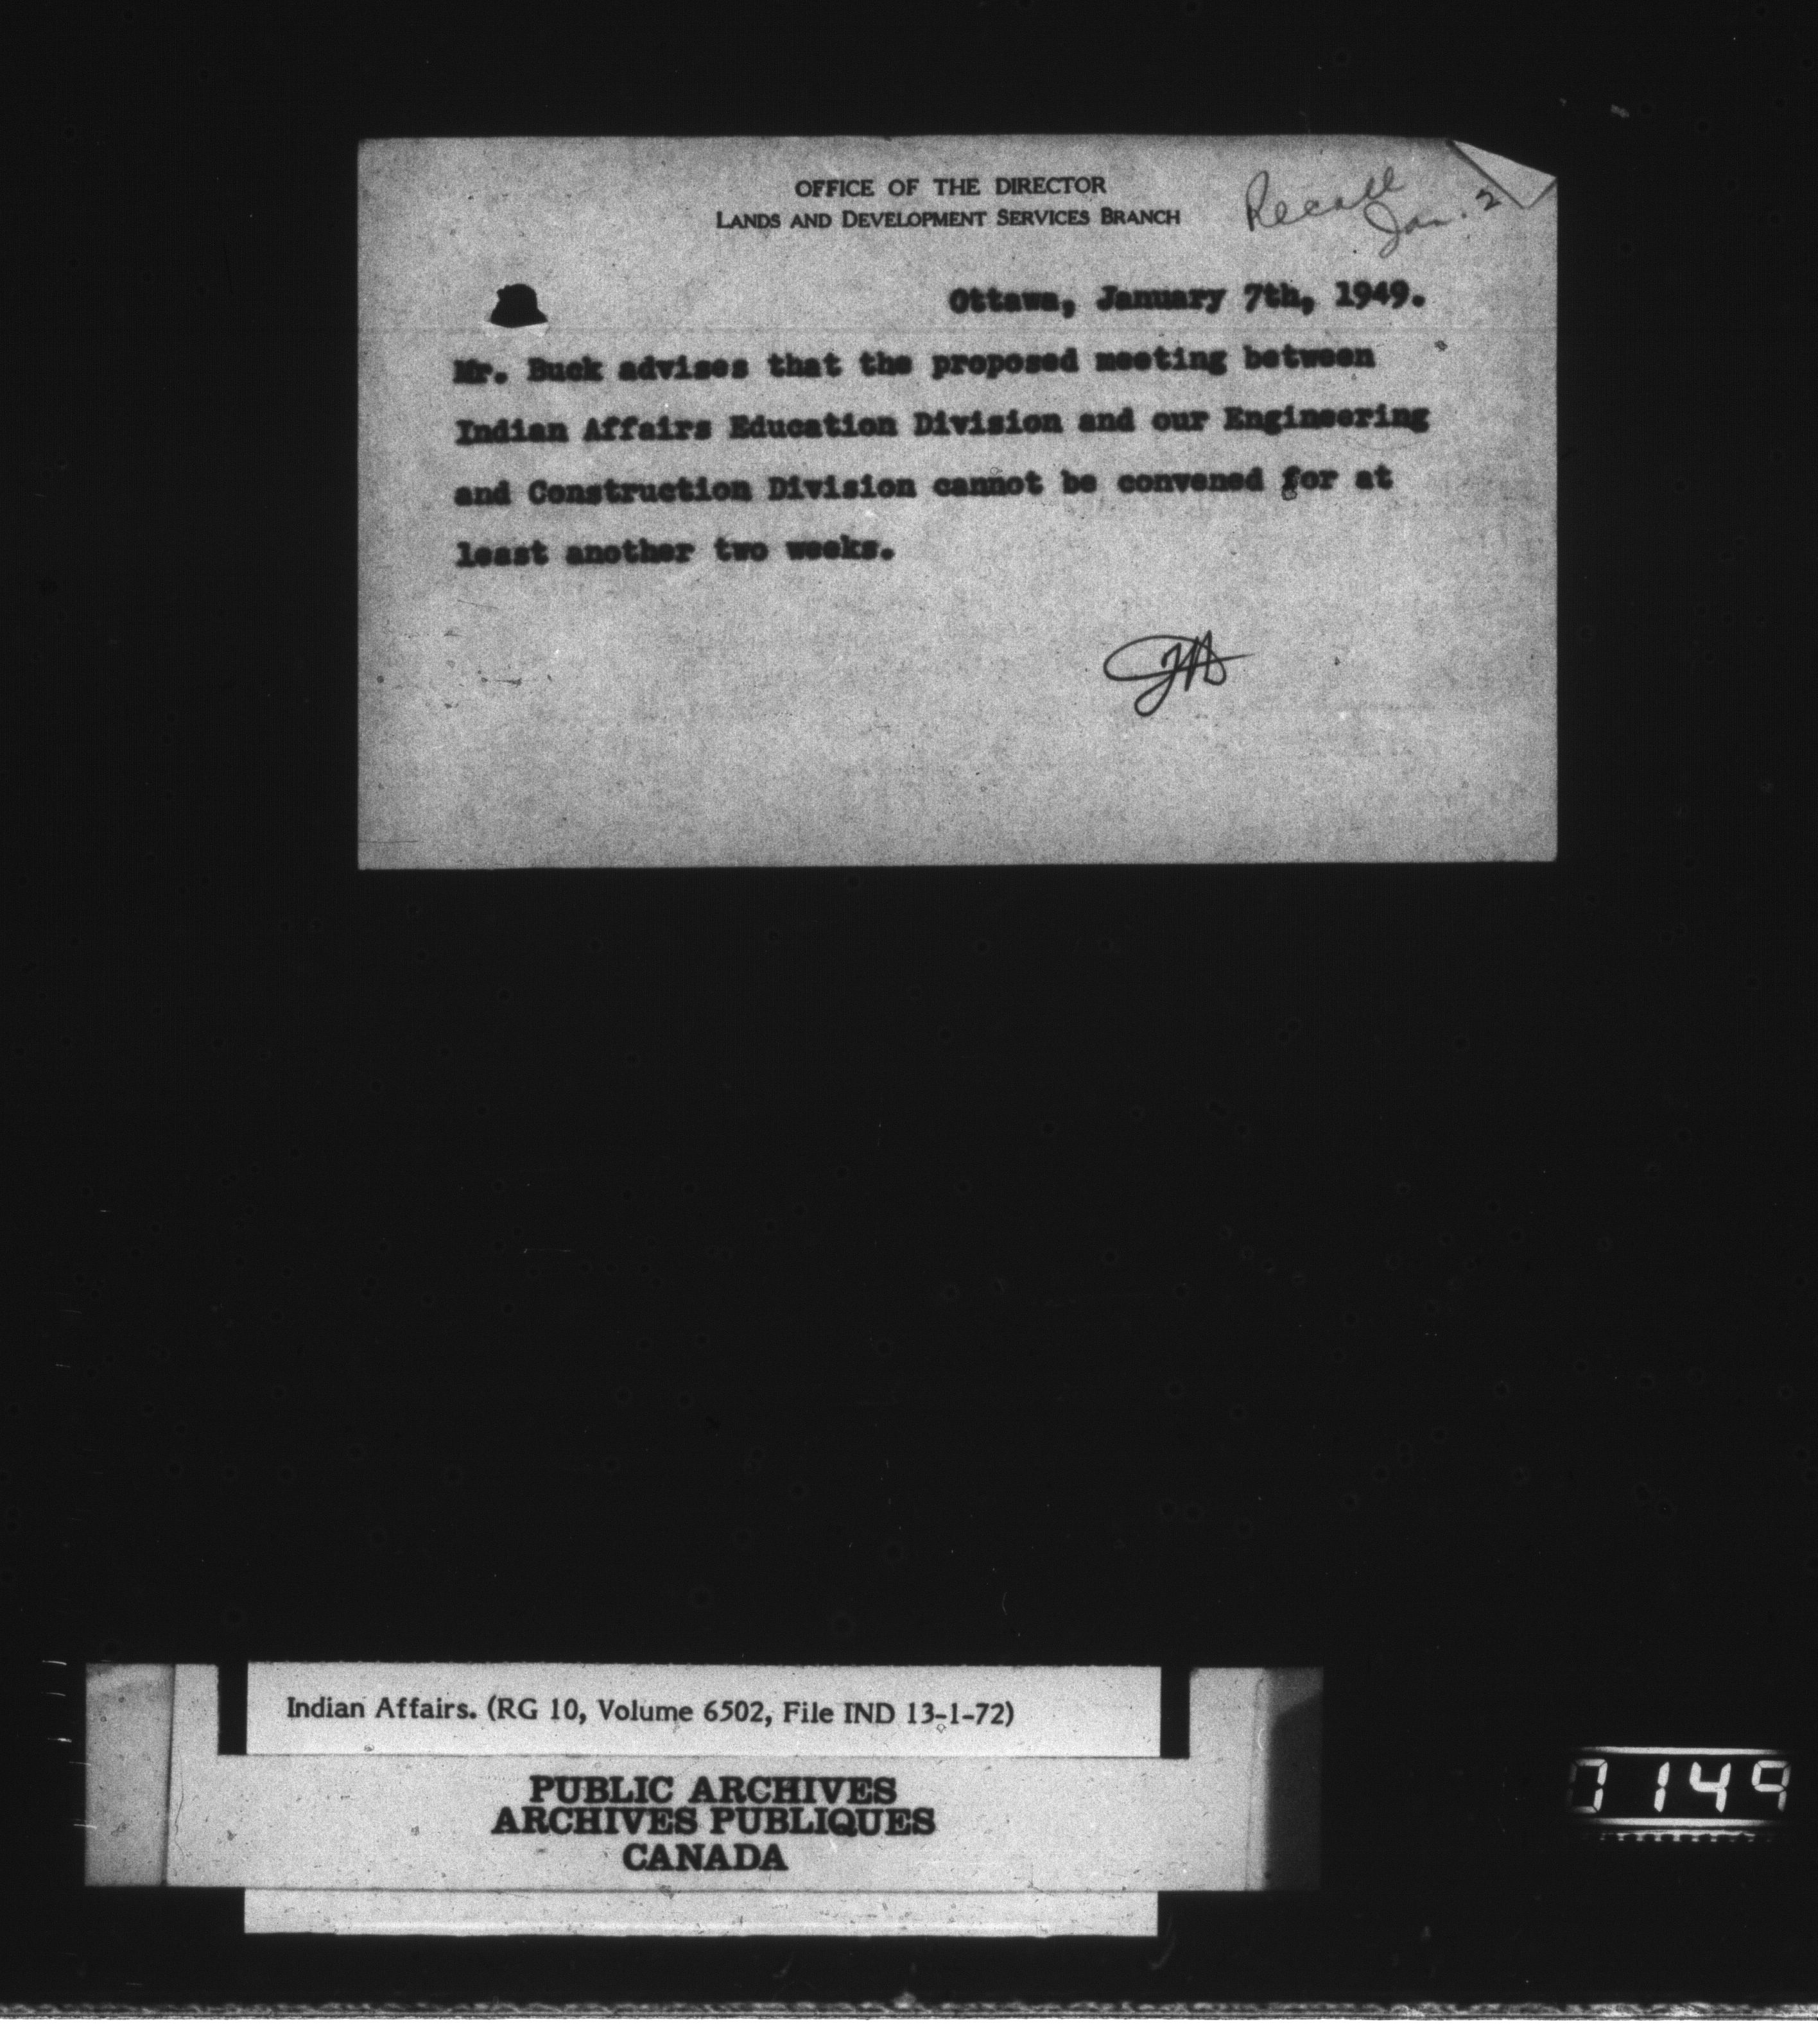 OFFICE OF THE DIRECTOR
LANDS AND DEVELOPMENT SERVICES BRANCH
Recall
Jan. 2
Ottawa, January 7th, 1949.
Mr. Buck advises that the proposed meeting between
Indian Affairs Education Division and our Engineering
and Construction Division cannot be convened for at
least another two weeks.
Indian Affairs. (RG 10, Volume 6502, File IND 13-1-72)
PUBLIC ARCHIVES
ARCHIVES PUBLIQUES
CANADA
1149